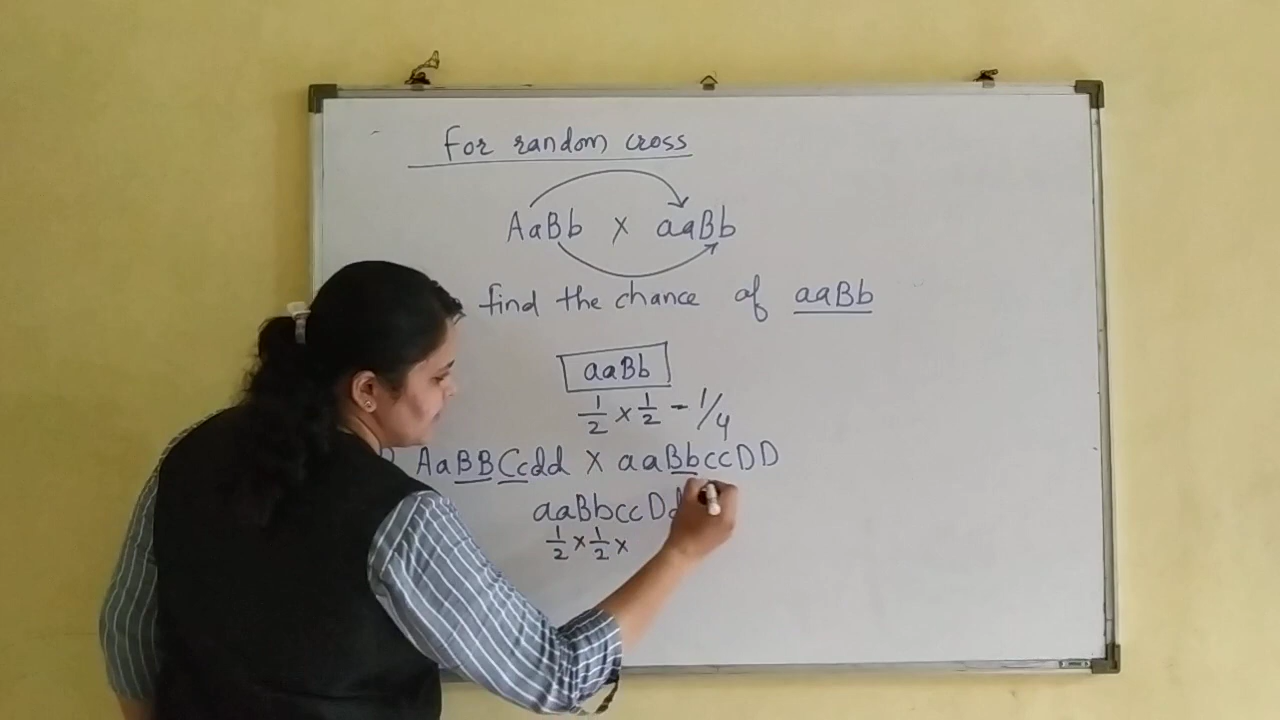 For random cross
AaBb x aaBb
find the chance of aaBb
aaBb
1/2 x 1/2 - 1/4
AaBBCcdd x aaBbccDD
aaBbccDd
1/2 x 1/2 x